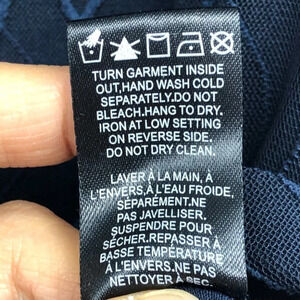 TURN GARMENT INSIDE
OUT,HAND WASH COLD
SEPARATELY.DO NOT
BLEACH.HANG TO DRY.
IRON AT LOW SETTING
ON REVERSE SIDE.
DO NOT DRY CLEAN.
LAVER À LA MAIN, À
L'ENVERS,À L'EAU FROIDE,
SÉPARÉMENT.NE
PAS JAVELLISER.
SUSPENDRE POUR
SÉCHER.REPASSER À
BASSE TEMPÉRATURE
À L'ENVERS.NE PAS
NETTOYER À SEC.